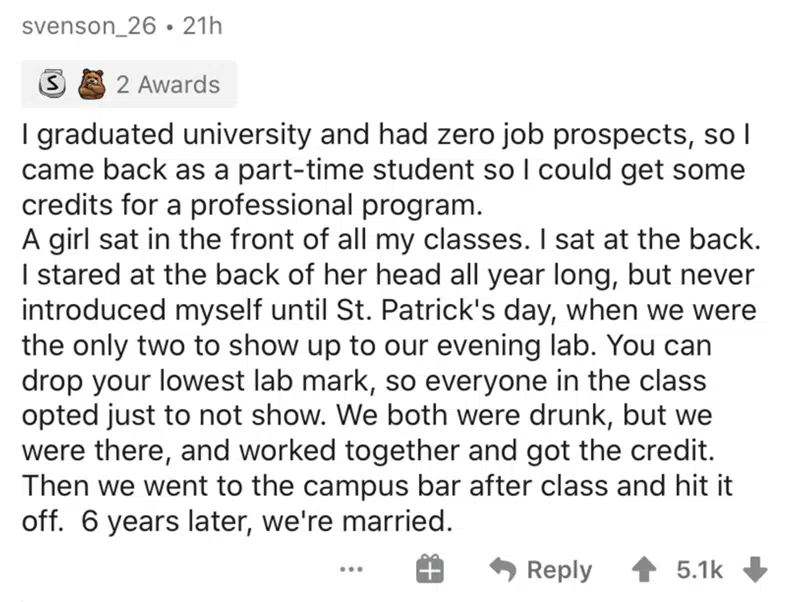 svenson_26 • 21h
2 Awards
I graduated university and had zero job prospects, so I
came back as a part-time student so I could get some
credits for a professional program.
A girl sat in the front of all my classes. I sat at the back.
I stared at the back of her head all year long, but never
introduced myself until St. Patrick's day, when we were
the only two to show up to our evening lab. You can
drop your lowest lab mark, so everyone in the class
opted just to not show. We both were drunk, but we
were there, and worked together and got the credit.
Then we went to the campus bar after class and hit it
off.  6 years later, we're married.
... Reply 5.1k